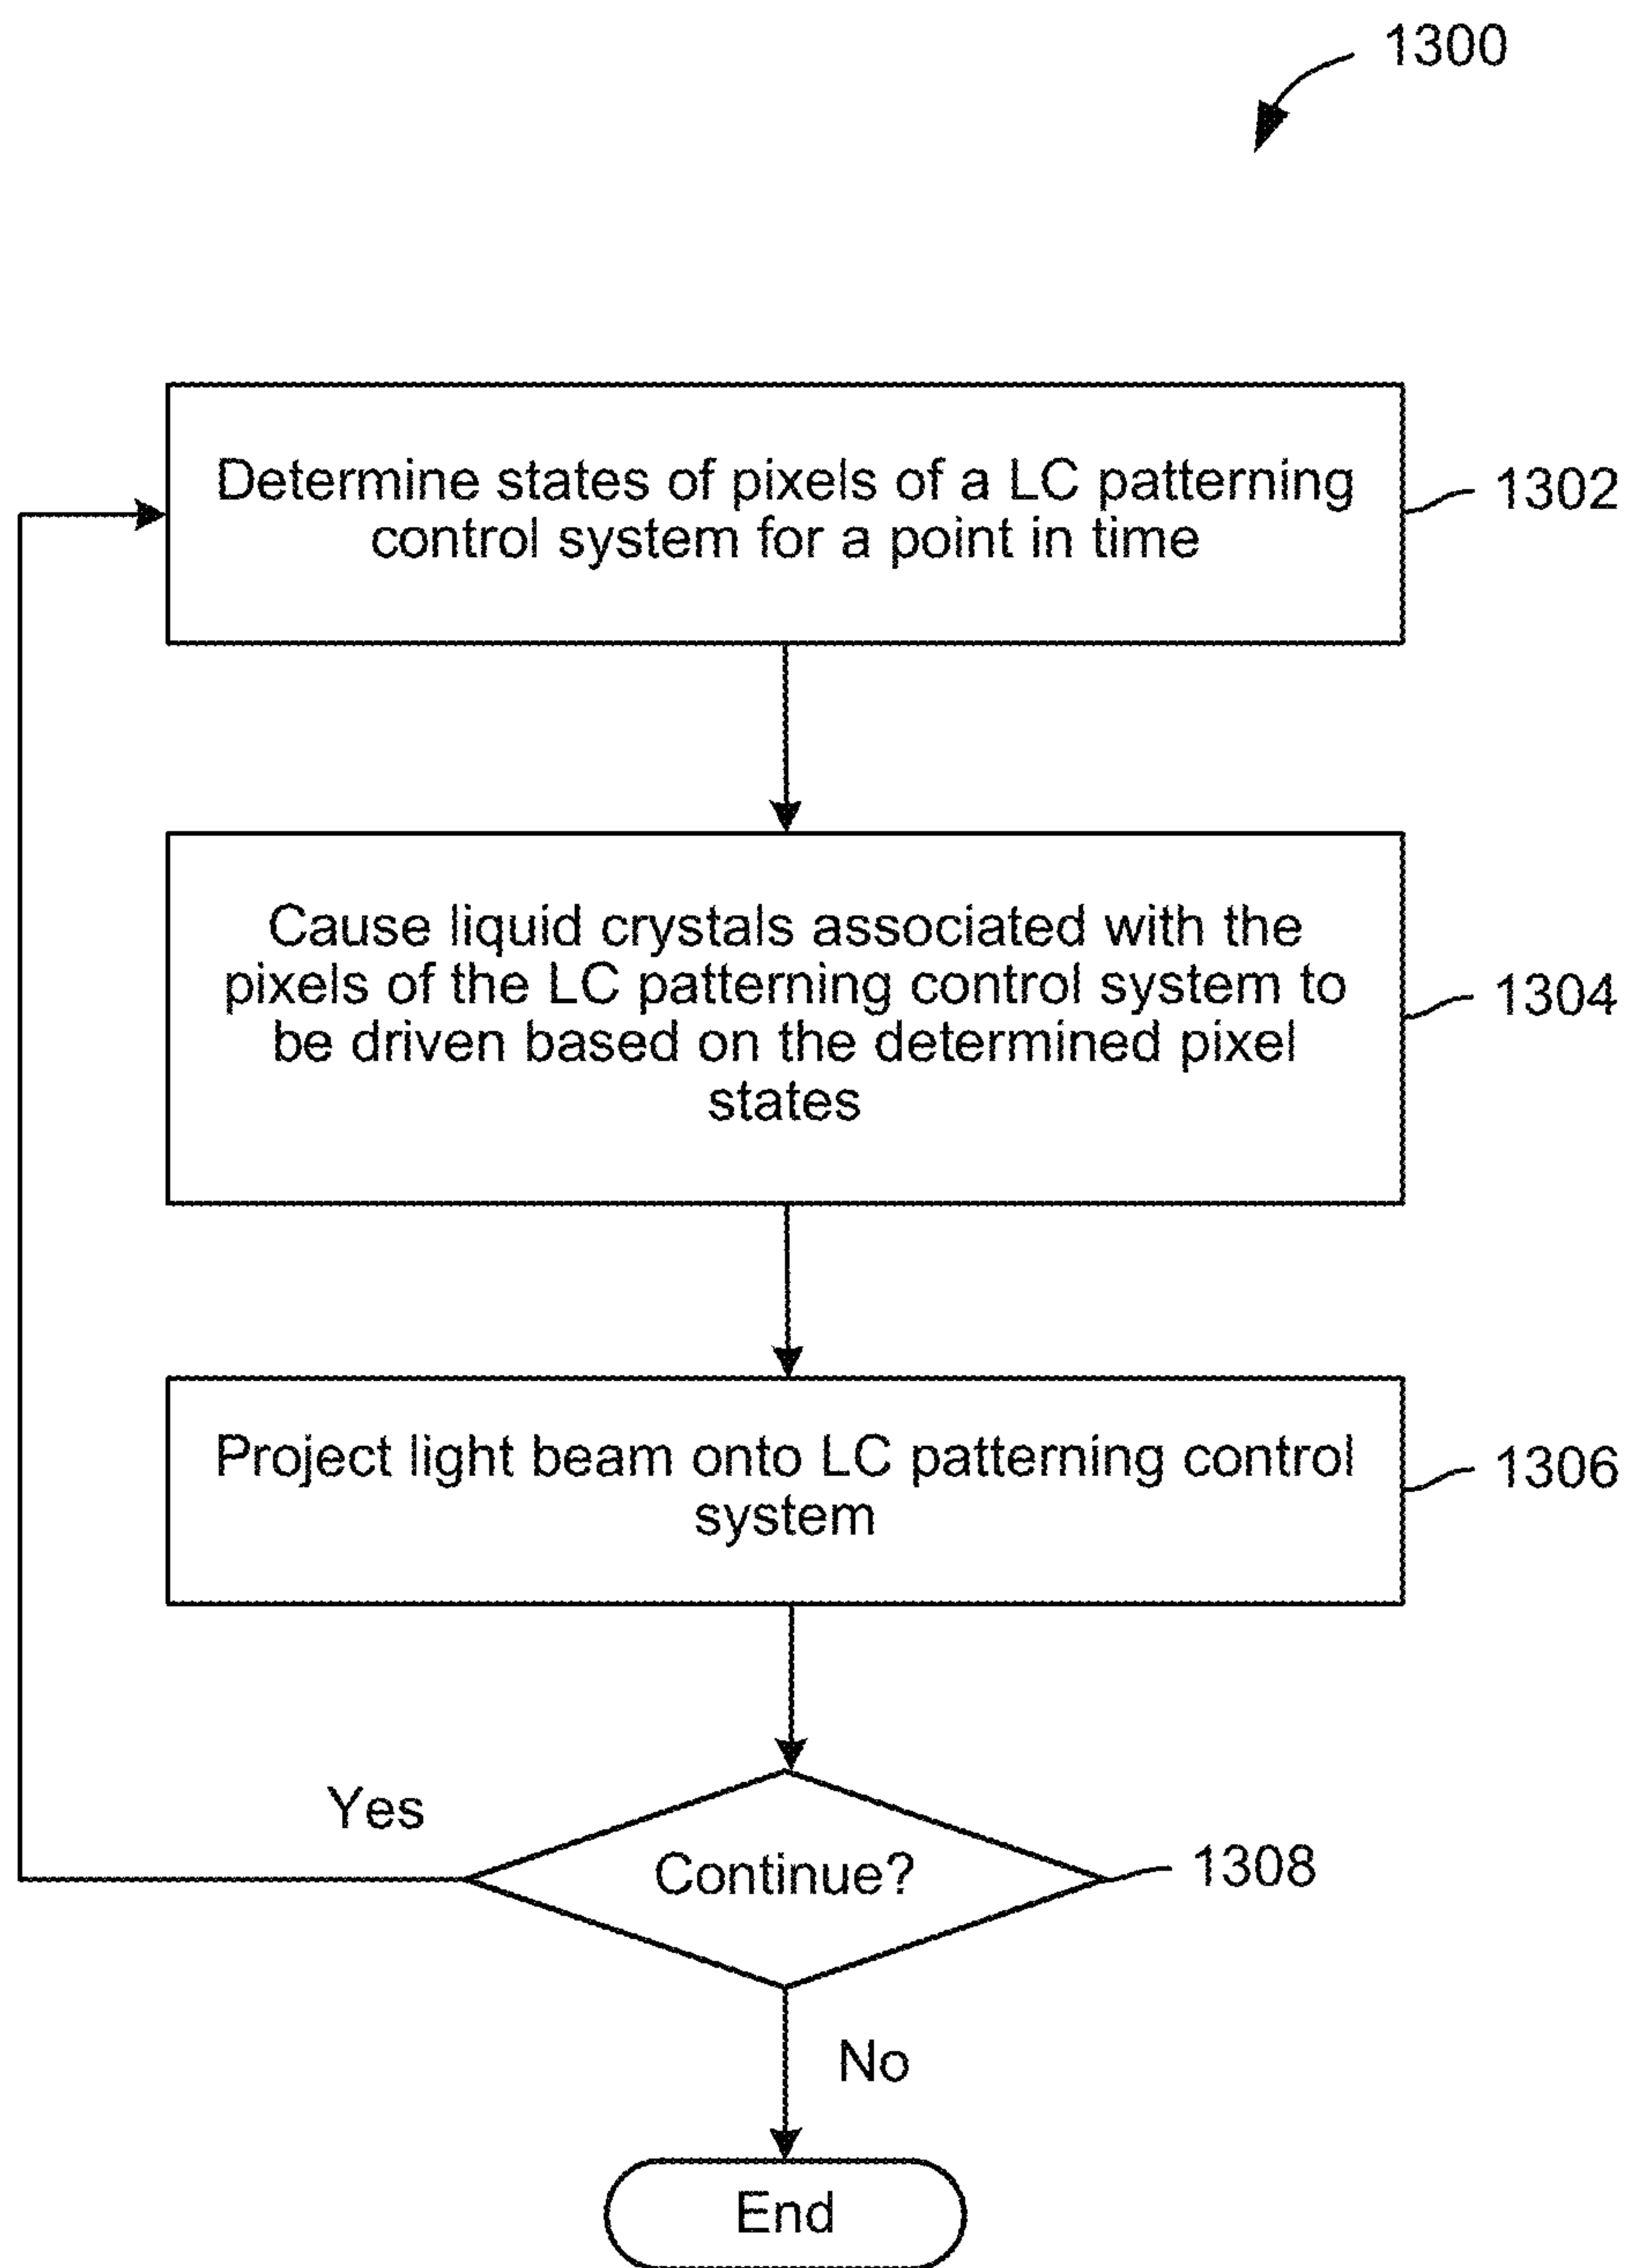 1300
Determine states of pixels of a LC patterning
control system for a point in time
1302
Cause liquid crystals associated with the
pixels of the LC patterning control system to
be driven based on the determined pixel
states
1304
Project light beam onto LC patterning control
system
1306
Yes
Continue?
1308
No
End